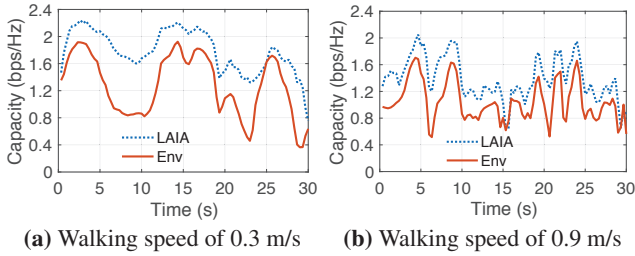 2.4
2
1.6
1.2
0.8
0.4
0
Capacity (bps/Hz)
LAIA
Env
0 5 10 15 20 25 30
Time (s)
(a) Walking speed of 0.3 m/s
2.4
2
1.6
1.2
0.8
0.4
0
Capacity (bps/Hz)
LAIA
Env
0 5 10 15 20 25 30
Time (s)
(b) Walking speed of 0.9 m/s